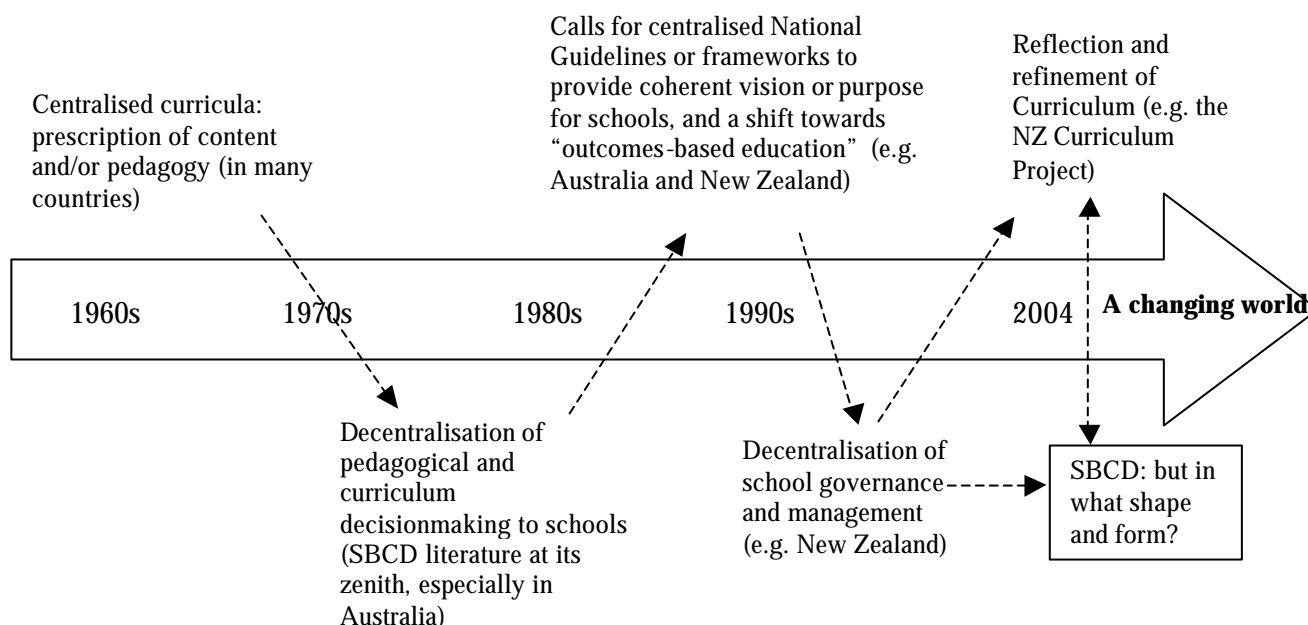 Centralised curricula:
prescription of content
and/or pedagogy (in many
countries)
Calls for centralised National
Guidelines or frameworks to
provide coherent vision or purpose
for schools, and a shift towards
“outcomes-based education” (e.g.
Australia and New Zealand)
Reflection and
refinement of
Curriculum (e.g. the
NZ Curriculum
Project)
1960s
1970s
1980s
1990s
2004
A changing world
Decentralisation of
pedagogical and
curriculum
decisionmaking to schools
(SBCD literature at its
zenith, especially in
Australia)
Decentralisation of
school governance
and management
(e.g. New Zealand)
SBCD: but in
what shape
and form?